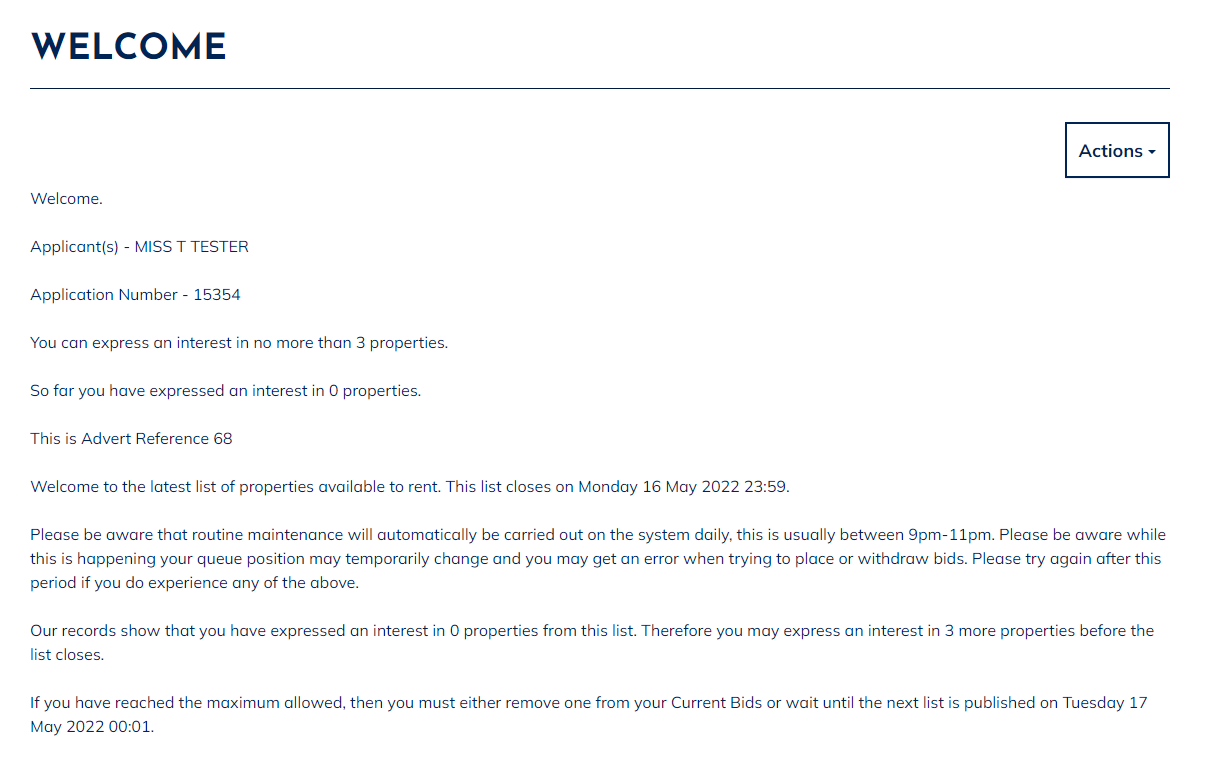 WELCOME
Actions
Welcome.
Applicant(s) - MISS T TESTER
Application Number - 15354
You can express an interest in no more than 3 properties.
So far you have expressed an interest in 0 properties.
This is Advert Reference 68
Welcome to the latest list of properties available to rent. This list closes on Monday 16 May 2022 23:59.
Please be aware that routine maintenance will automatically be carried out on the system daily, this is usually between 9pm-11pm. Please be aware while
this is happening your queue position may temporarily change and you may get an error when trying to place or withdraw bids. Please try again after this
period if you do experience any of the above.
Our records show that you have expressed an interest in 0 properties from this list. Therefore you may express an interest in 3 more properties before the
list closes.
If you have reached the maximum allowed, then you must either remove one from your Current Bids or wait until the next list is published on Tuesday 17
May 2022 00:01.